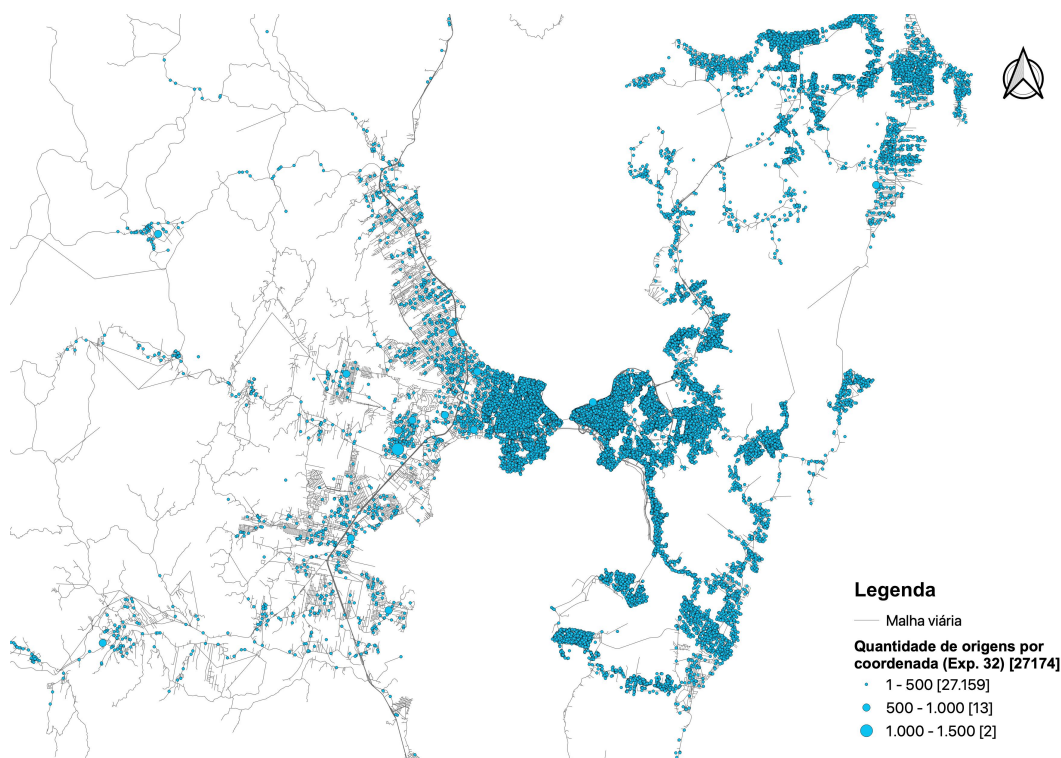 Legenda
Malha viária
Quantidade de origens por
coordenada (Exp. 32) [27174]
1 - 500 [27.159]
500 - 1.000 [13]
1.000 - 1.500 [2]